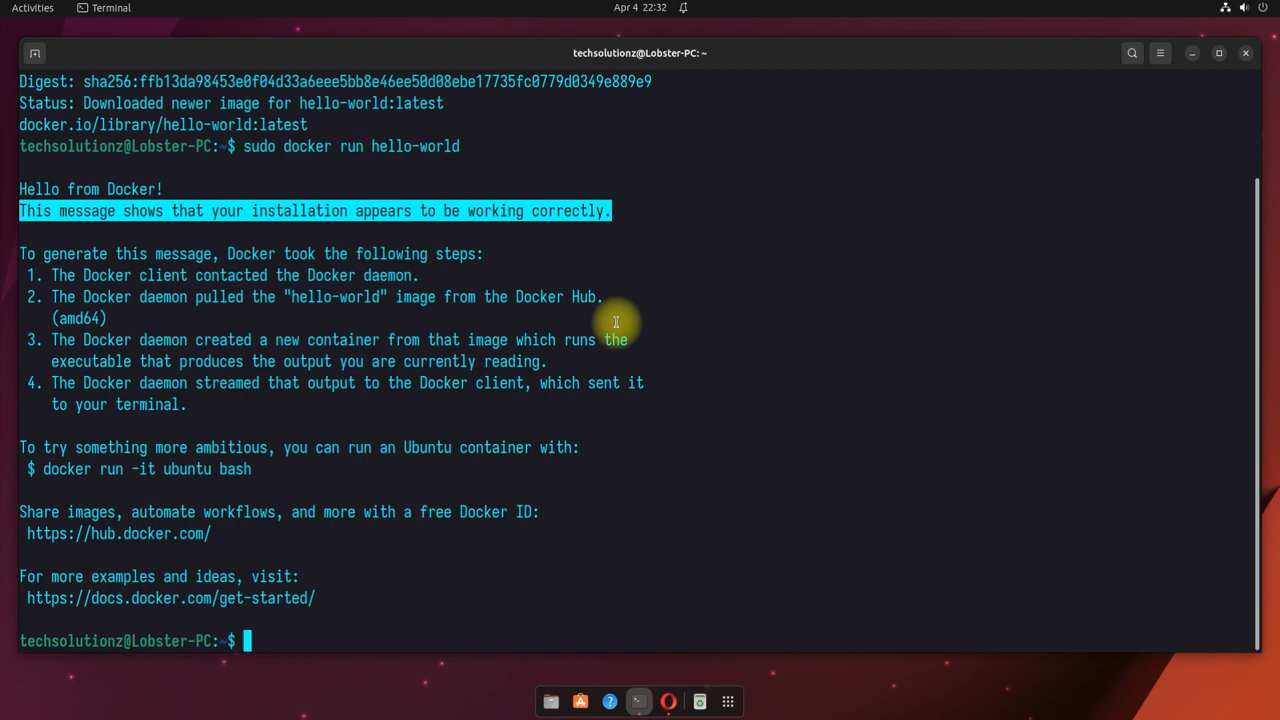 Activities
Terminal
Apr 4 22:32
techsolutionz@Lobster-PC: ~
Digest: sha256:ffb13da98453e0f04d33a6eee5bb8e46ee50d08ebe17735fc0779d0349e889e9
Status: Downloaded newer image for hello-world:latest
docker.io/library/hello-world:latest
techsolutionz@Lobster-PC:~$ sudo docker run hello-world
Hello from Docker!
This message shows that your installation appears to be working correctly.
To generate this message, Docker took the following steps:
1. The Docker client contacted the Docker daemon.
2. The Docker daemon pulled the "hello-world" image from the Docker Hub.
(amd64)
3. The Docker daemon created a new container from that image which runs the
executable that produces the output you are currently reading.
4. The Docker daemon streamed that output to the Docker client, which sent it
to your terminal.
To try something more ambitious, you can run an Ubuntu container with:
$ docker run -it ubuntu bash
Share images, automate workflows, and more with a free Docker ID:
https://hub.docker.com/
For more examples and ideas, visit:
https://docs.docker.com/get-started/
techsolutionz@Lobster-PC:~$